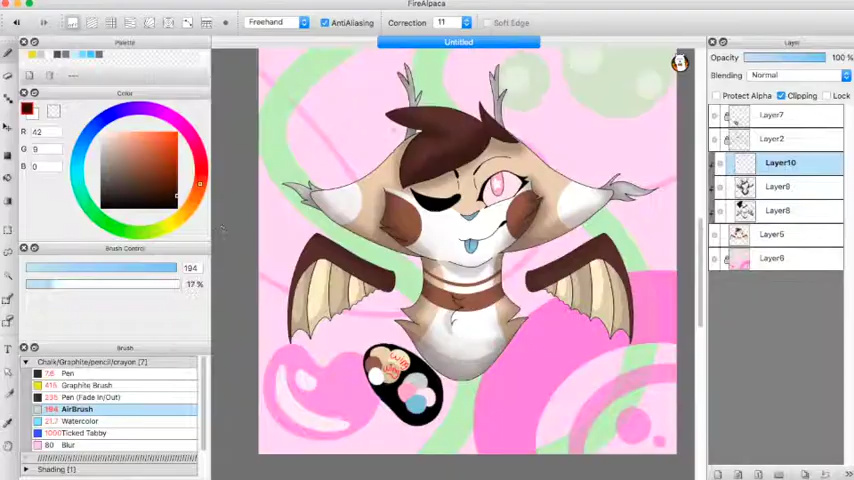 FireAlpaca
Freehand AntiAliasing Correction 11 Soft Edge
Palette
Untitled
Layer
Color
Opacity 100 %
Blending Normal
Protect Alpha Clipping Lock
R 42
G 9
B 0
Layer7
Layer2
Layer10
Layer9
Layer8
Layer5
Layer6
Brush Control
194
17 %
Brush
Chalk/Graphite/pencil/crayon [7]
7.6 Pen
415 Graphite Brush
235 Pen (Fade In/Out)
194 AirBrush
21.7 Watercolor
1000 Ticked Tabby
80 Blur
Shading [1]